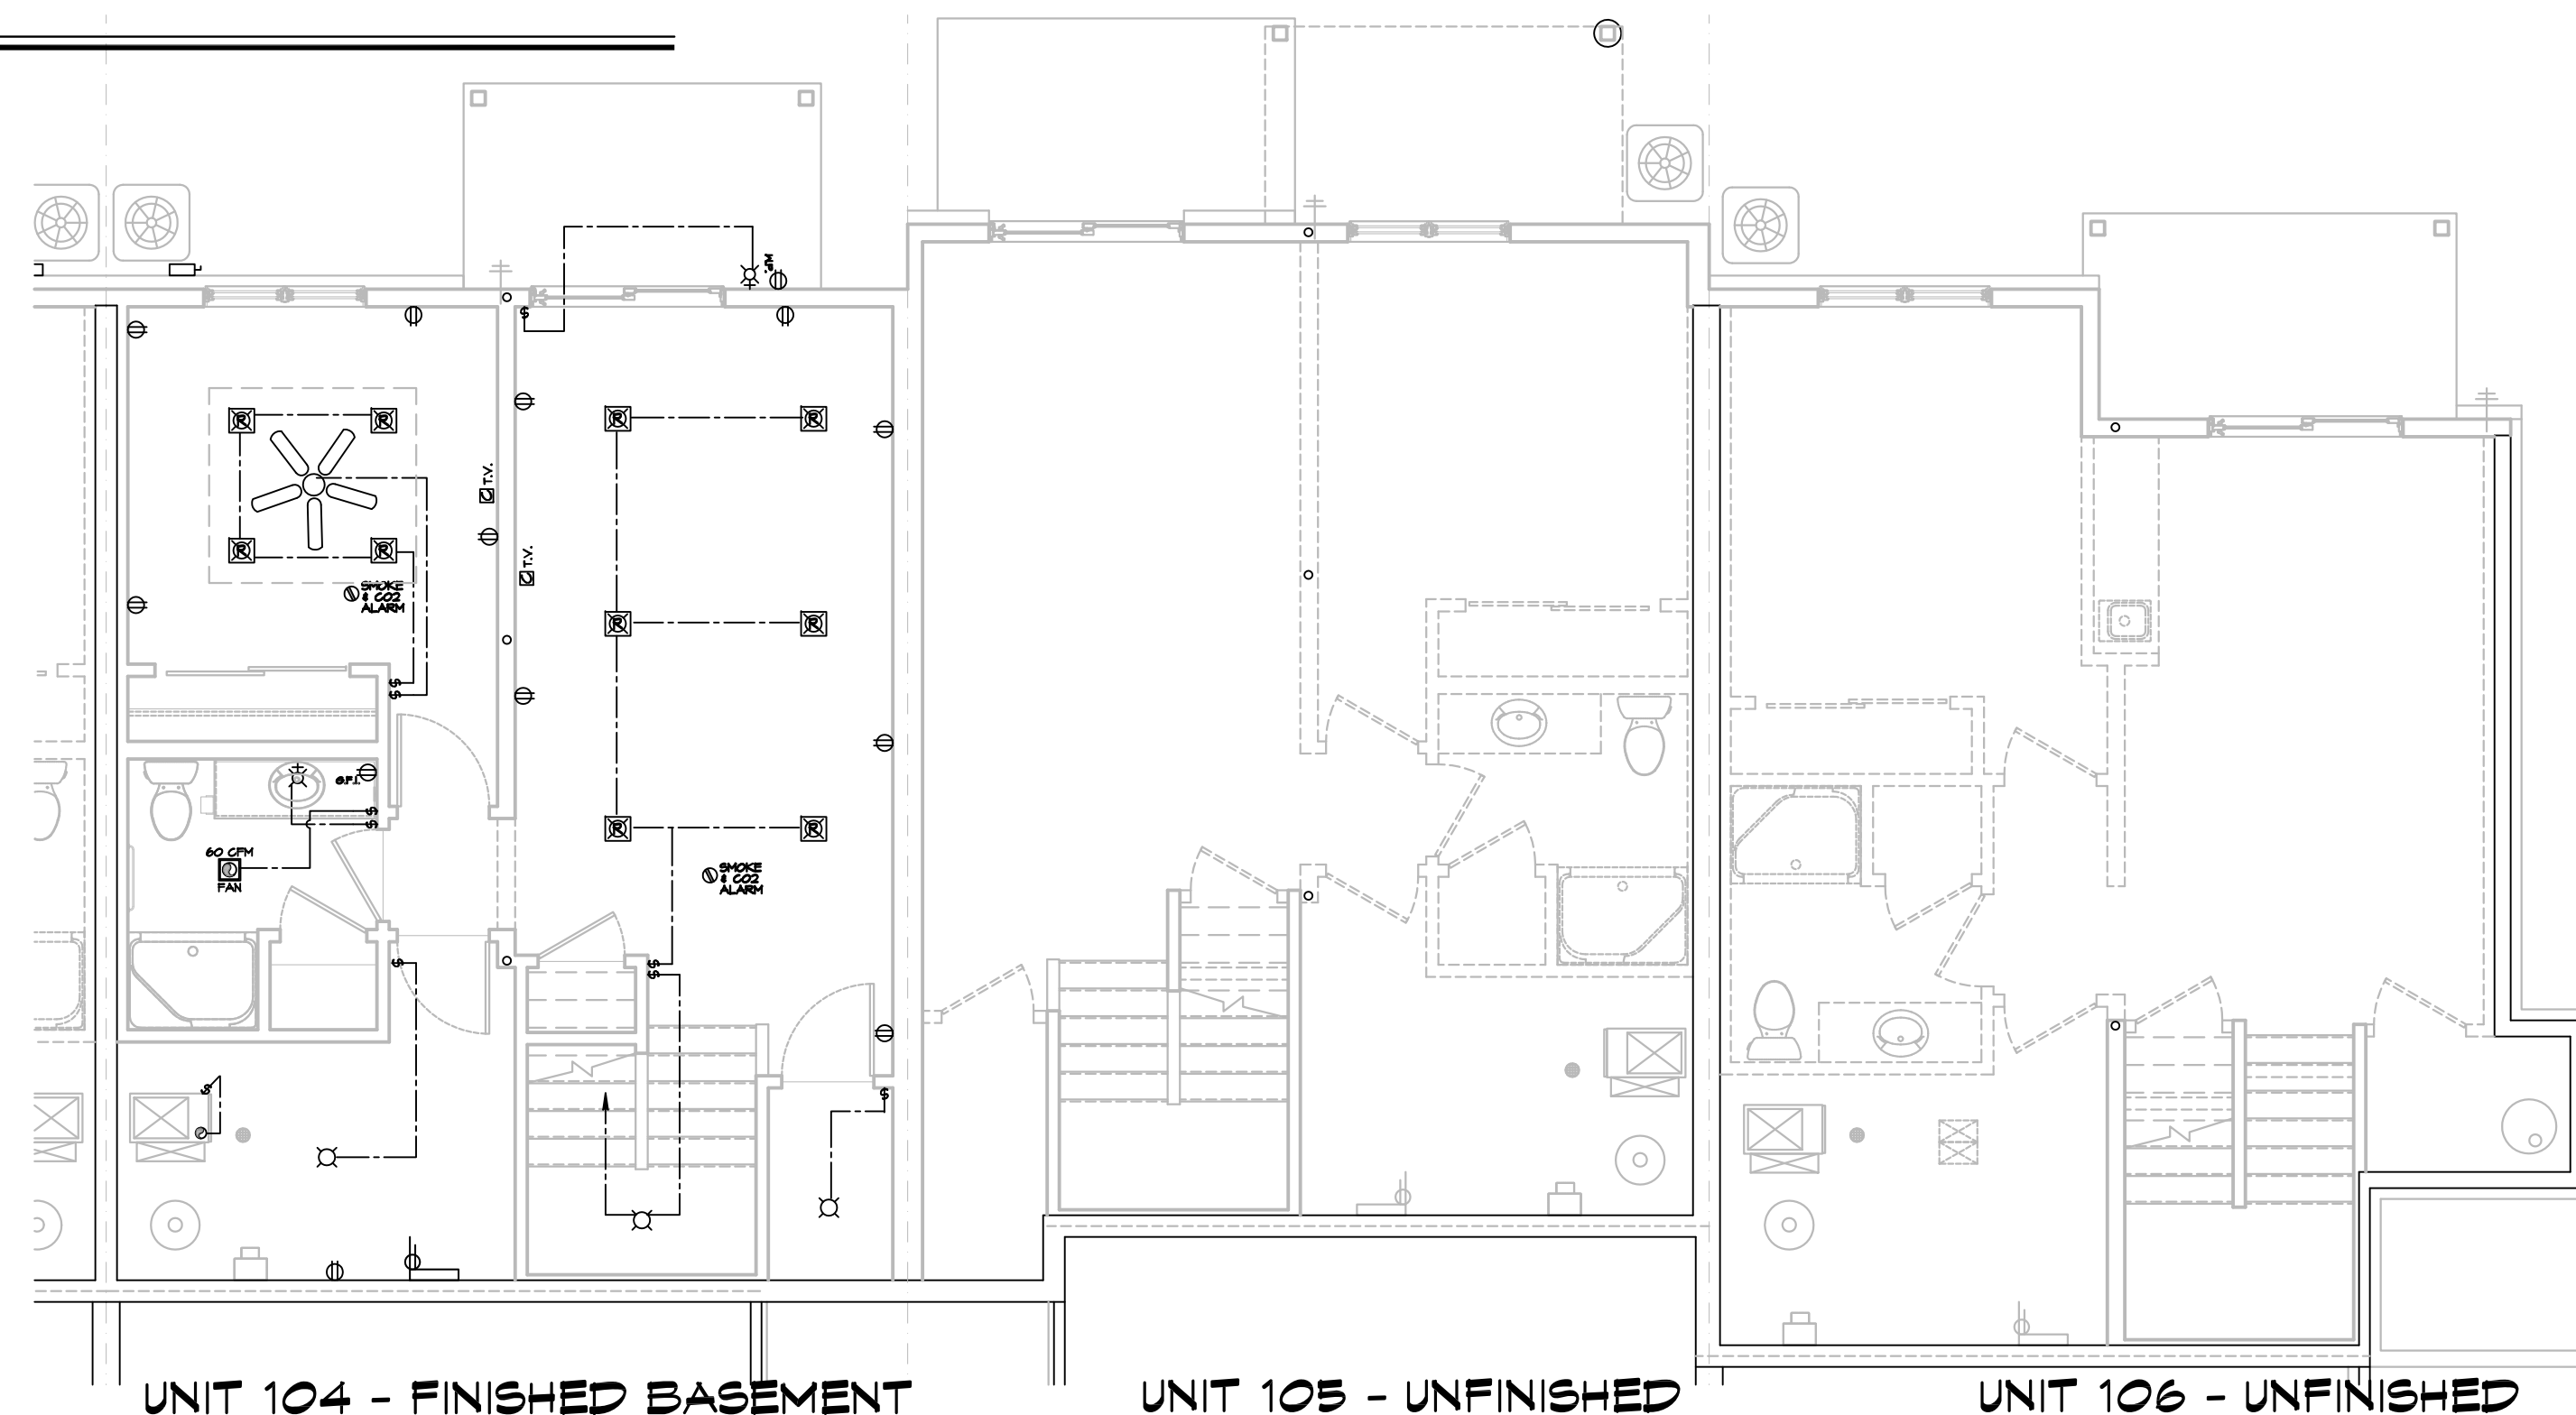 W.P.
$
R R
R R
T.V.
T.V.
SMOKE
& CO2
ALARM
R R
R R
R R
$
$
G.F.I.
$
$
60 CFM
FAN
SMOKE
& CO2
ALARM
$
$
$
$
$
UNIT 104 - FINISHED BASEMENT
UNIT 105 - UNFINISHED
UNIT 106 - UNFINISHED